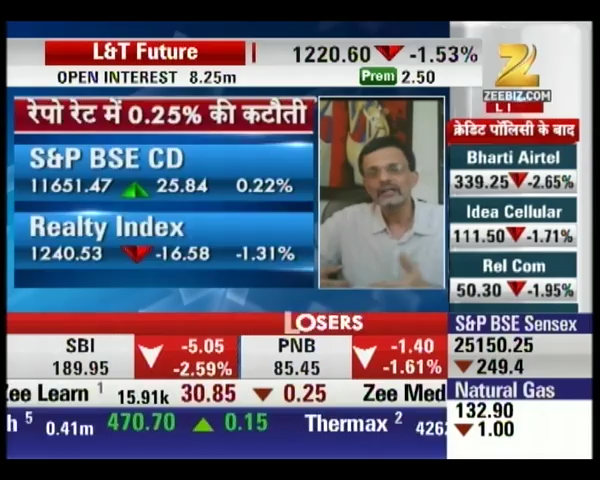 L&T Future
1220.60 -1.53%
OPEN INTEREST 8.25m
Prem 2.50
ZEEBIZ.COM
रेपो रेट में 0.25% की कटौती
S&P BSE CD
11651.47 25.84 0.22%
Realty Index
1240.53 -16.58 -1.31%
क्रेडिट पॉलिसी के बाद
Bharti Airtel
339.25 -2.65%
Idea Cellular
111.50 -1.71%
Rel Com
50.30 -1.95%
LOSERS
SBI
189.95
-5.05
-2.59%
PNB
85.45
-1.40
-1.61%
S&P BSE Sensex
25150.25
249.4
Natural Gas
132.90
1.00
Zee Learn 1 15.91k 30.85 0.25 Zee Med
h 5 0.41m 470.70 0.15 Thermax 2 4262